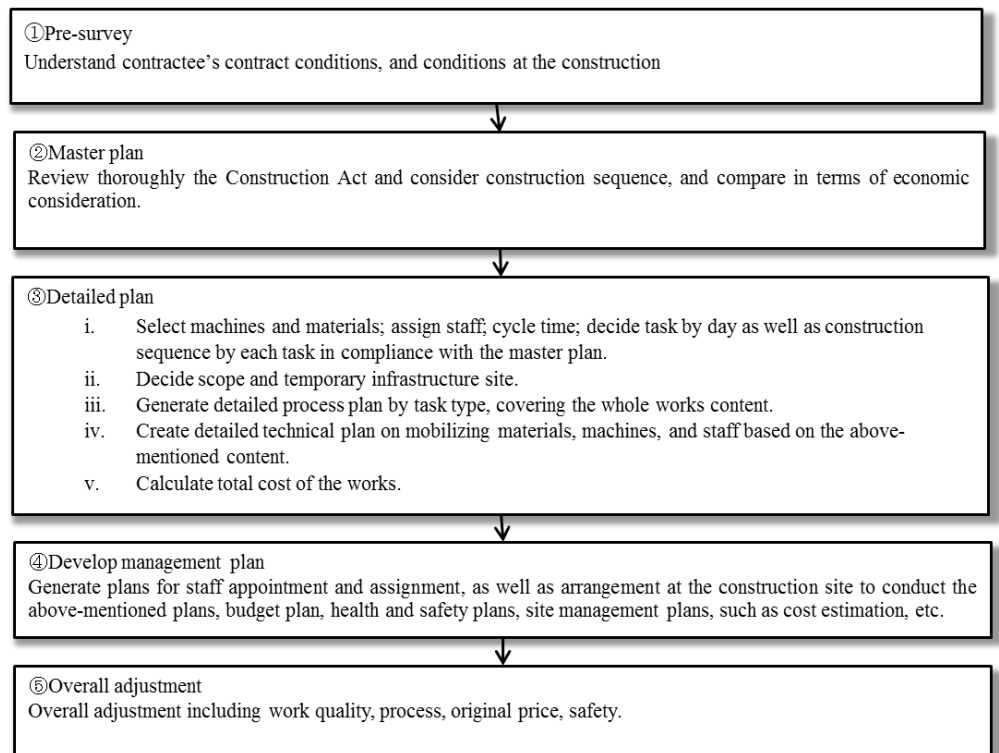 ①Pre-survey
Understand contractee’s contract conditions, and conditions at the construction
②Master plan
Review thoroughly the Construction Act and consider construction sequence, and compare in terms of economic
consideration.
③Detailed plan
i. Select machines and materials; assign staff; cycle time; decide task by day as well as construction
sequence by each task in compliance with the master plan.
ii. Decide scope and temporary infrastructure site.
iii. Generate detailed process plan by task type, covering the whole works content.
iv. Create detailed technical plan on mobilizing materials, machines, and staff based on the above-
mentioned content.
v. Calculate total cost of the works.
④Develop management plan
Generate plans for staff appointment and assignment, as well as arrangement at the construction site to conduct the
above-mentioned plans, budget plan, health and safety plans, site management plans, such as cost estimation, etc.
⑤Overall adjustment
Overall adjustment including work quality, process, original price, safety.